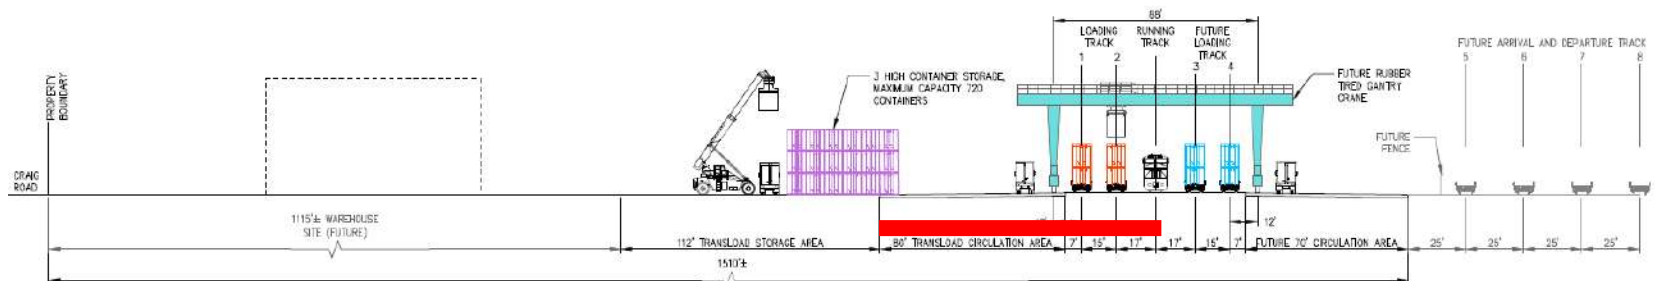 88'
LOADING
TRACK
RUNNING
TRACK
FUTURE
LOADING
TRACK
1
2
3
4
FUTURE ARRIVAL AND DEPARTURE TRACK
5
6
7
8
PROPERTY
BOUNDARY
3 HIGH CONTAINER STORAGE,
MAXIMUM CAPACITY 720
CONTAINERS
FUTURE RUBBER
TIRED GANTRY
CRANE
FUTURE
FENCE
CRAIG
ROAD
1115'± WAREHOUSE
SITE (FUTURE)
12'
112' TRANSLOAD STORAGE AREA
80' TRANSLOAD CIRCULATION AREA
7'
15'
17'
17'
15'
7'
FUTURE 70' CIRCULATION AREA
25'
25'
25'
25'
1510'±